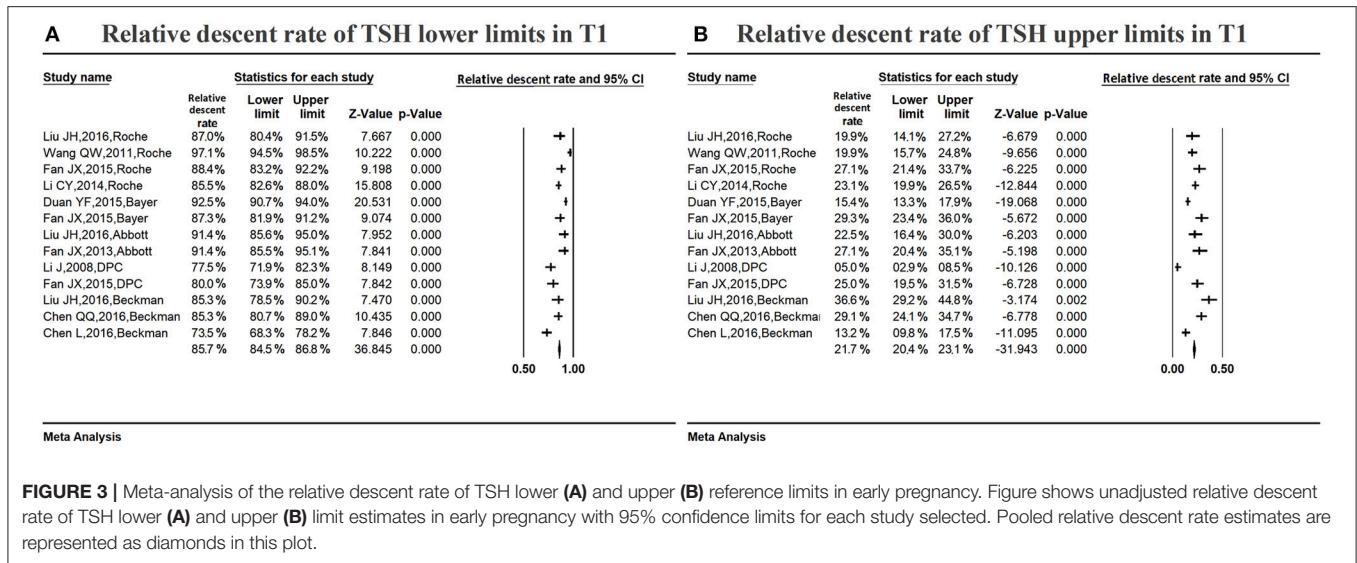 A Relative descent rate of TSH lower limits in T1
Study name Statistics for each study Relative descent rate and 95% CI
Relative descent rate Lower limit Upper limit Z-Value p-Value
Liu JH,2016,Roche 87.0% 80.4% 91.5% 7.667 0.000
Wang QW,2011,Roche 97.1% 94.5% 98.5% 10.222 0.000
Fan JX,2015,Roche 88.4% 83.2% 92.2% 9.198 0.000
Li CY,2014,Roche 85.5% 82.6% 88.0% 15.808 0.000
Duan YF,2015,Bayer 92.5% 90.7% 94.0% 20.531 0.000
Fan JX,2015,Bayer 87.3% 81.9% 91.2% 9.074 0.000
Liu JH,2016,Abbott 91.4% 85.6% 95.0% 7.952 0.000
Fan JX,2013,Abbott 91.4% 85.5% 95.1% 7.841 0.000
Li J,2008,DPC 77.5% 71.9% 82.3% 8.149 0.000
Fan JX,2015,DPC 80.0% 73.9% 85.0% 7.842 0.000
Liu JH,2016,Beckman 85.3% 78.5% 90.2% 7.470 0.000
Chen QQ,2016,Beckman 85.3% 80.7% 89.0% 10.435 0.000
Chen L,2016,Beckman 73.5% 68.3% 78.2% 7.846 0.000
85.7% 84.5% 86.8% 36.845 0.000
0.50 1.00
Meta Analysis
B Relative descent rate of TSH upper limits in T1
Study name Statistics for each study Relative descent rate and 95% CI
Relative descent rate Lower limit Upper limit Z-Value p-Value
Liu JH,2016,Roche 19.9% 14.1% 27.2% -6.679 0.000
Wang QW,2011,Roche 19.9% 15.7% 24.8% -9.656 0.000
Fan JX,2015,Roche 27.1% 21.4% 33.7% -6.225 0.000
Li CY,2014,Roche 23.1% 19.9% 26.5% -12.844 0.000
Duan YF,2015,Bayer 15.4% 13.3% 17.9% -19.068 0.000
Fan JX,2015,Bayer 29.3% 23.4% 36.0% -5.672 0.000
Liu JH,2016,Abbott 22.5% 16.4% 30.0% -6.203 0.000
Fan JX,2013,Abbott 27.1% 20.4% 35.1% -5.198 0.000
Li J,2008,DPC 05.0% 02.9% 08.5% -10.126 0.000
Fan JX,2015,DPC 25.0% 19.5% 31.5% -6.728 0.000
Liu JH,2016,Beckman 36.6% 29.2% 44.8% -3.174 0.002
Chen QQ,2016,Beckma 29.1% 24.1% 34.7% -6.778 0.000
Chen L,2016,Beckman 13.2% 09.8% 17.5% -11.095 0.000
21.7% 20.4% 23,1% -31.943 0.000
0.00 0.50
Meta Analysis
FIGURE 3 | Meta-analysis of the relative descent rate of TSH lower (A) and upper (B) reference limits in early pregnancy. Figure shows unadjusted relative descent
rate of TSH lower (A) and upper (B) limit estimates in early pregnancy with 95% confidence limits for each study selected. Pooled relative descent rate estimates are
represented as diamonds in this plot.